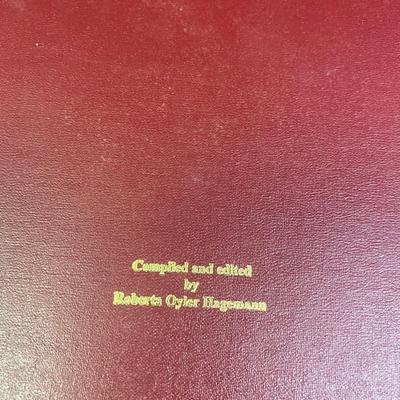 Compiled and edited
by
Roberta Oyler Hagemann